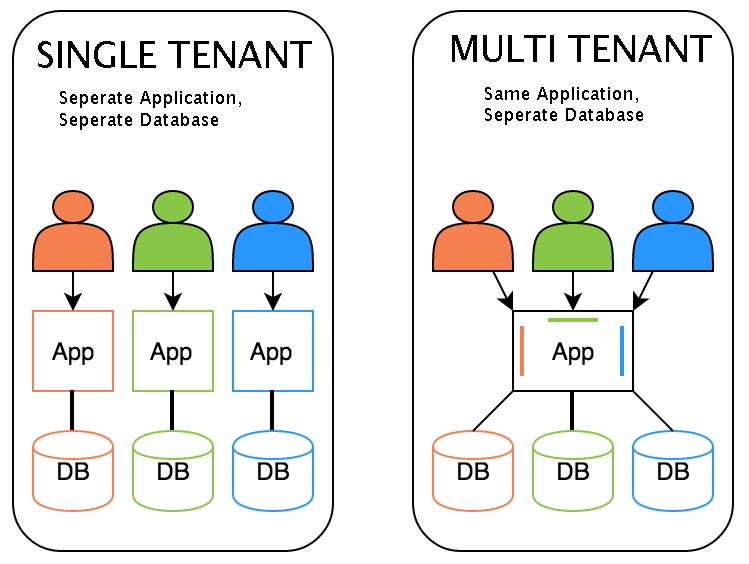 SINGLE TENANT
Seperate Application,
Seperate Database
App
App
App
DB
DB
DB
MULTI TENANT
Same Application,
Seperate Database
App
DB
DB
DB